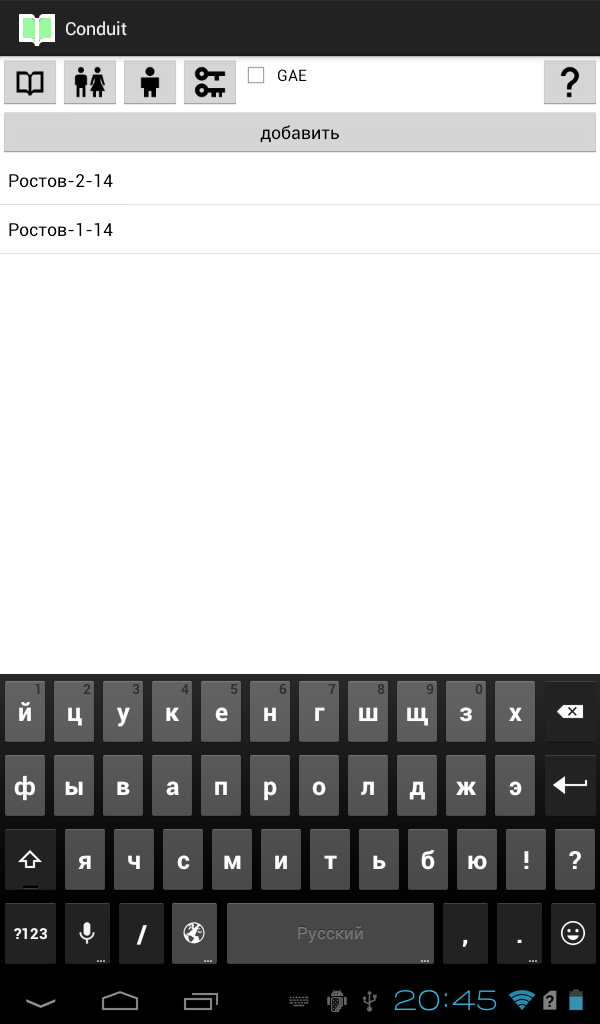 Conduit
GAE
?
добавить
Ростов-2-14
Ростов-1-14
1 2 3 4 5 6 7 8 9 0
й ц у к е н г ш щ з х
ф ы в а п р о л д ж э
я ч с м и т ь б ю ! ?
?123 / Русский , .
20:45 ?